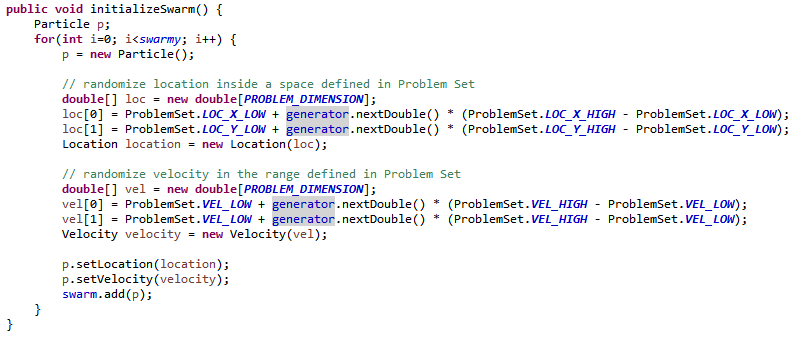 public void initializeSwarm() {
    Particle p;
    for(int i=0; i<swarmy; i++) {
        p = new Particle();

        // randomize location inside a space defined in Problem Set
        double[] loc = new double[PROBLEM_DIMENSION];
        loc[0] = ProblemSet.LOC_X_LOW + generator.nextDouble() * (ProblemSet.LOC_X_HIGH - ProblemSet.LOC_X_LOW);
        loc[1] = ProblemSet.LOC_Y_LOW + generator.nextDouble() * (ProblemSet.LOC_Y_HIGH - ProblemSet.LOC_Y_LOW);
        Location location = new Location(loc);

        // randomize velocity in the range defined in Problem Set
        double[] vel = new double[PROBLEM_DIMENSION];
        vel[0] = ProblemSet.VEL_LOW + generator.nextDouble() * (ProblemSet.VEL_HIGH - ProblemSet.VEL_LOW);
        vel[1] = ProblemSet.VEL_LOW + generator.nextDouble() * (ProblemSet.VEL_HIGH - ProblemSet.VEL_LOW);
        Velocity velocity = new Velocity(vel);

        p.setLocation(location);
        p.setVelocity(velocity);
        swarm.add(p);
    }
}